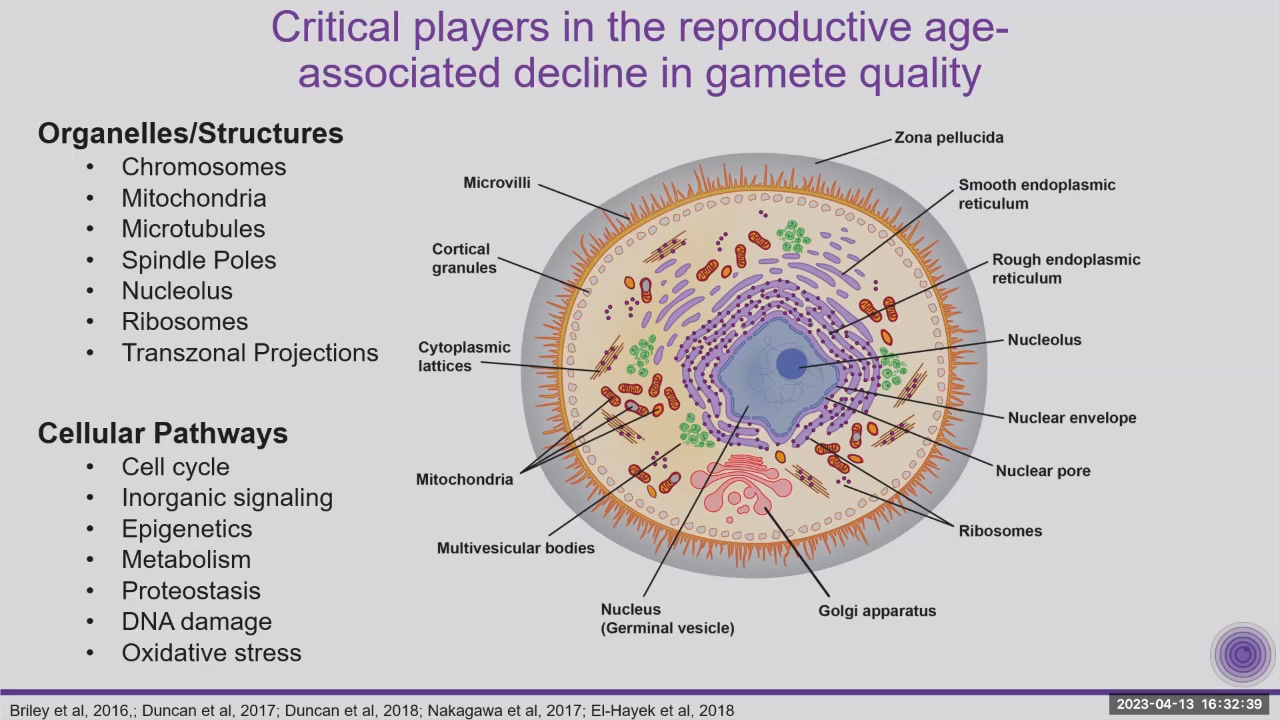 Critical players in the reproductive age-
associated decline in gamete quality
Organelles/Structures
• Chromosomes
• Mitochondria
• Microtubules
• Spindle Poles
• Nucleolus
• Ribosomes
• Transzonal Projections
Cellular Pathways
• Cell cycle
• Inorganic signaling
• Epigenetics
• Metabolism
• Proteostasis
• DNA damage
• Oxidative stress
Microvilli
Cortical
granules
Cytoplasmic
lattices
Mitochondria
Multivesicular bodies
Nucleus
(Germinal vesicle)
Zona pellucida
Smooth endoplasmic
reticulum
Rough endoplasmic
reticulum
Nucleolus
Nuclear envelope
Nuclear pore
Ribosomes
Golgi apparatus
Briley et al, 2016,; Duncan et al, 2017; Duncan et al, 2018; Nakagawa et al, 2017; El-Hayek et al, 2018
2023-04-13 16:32:39